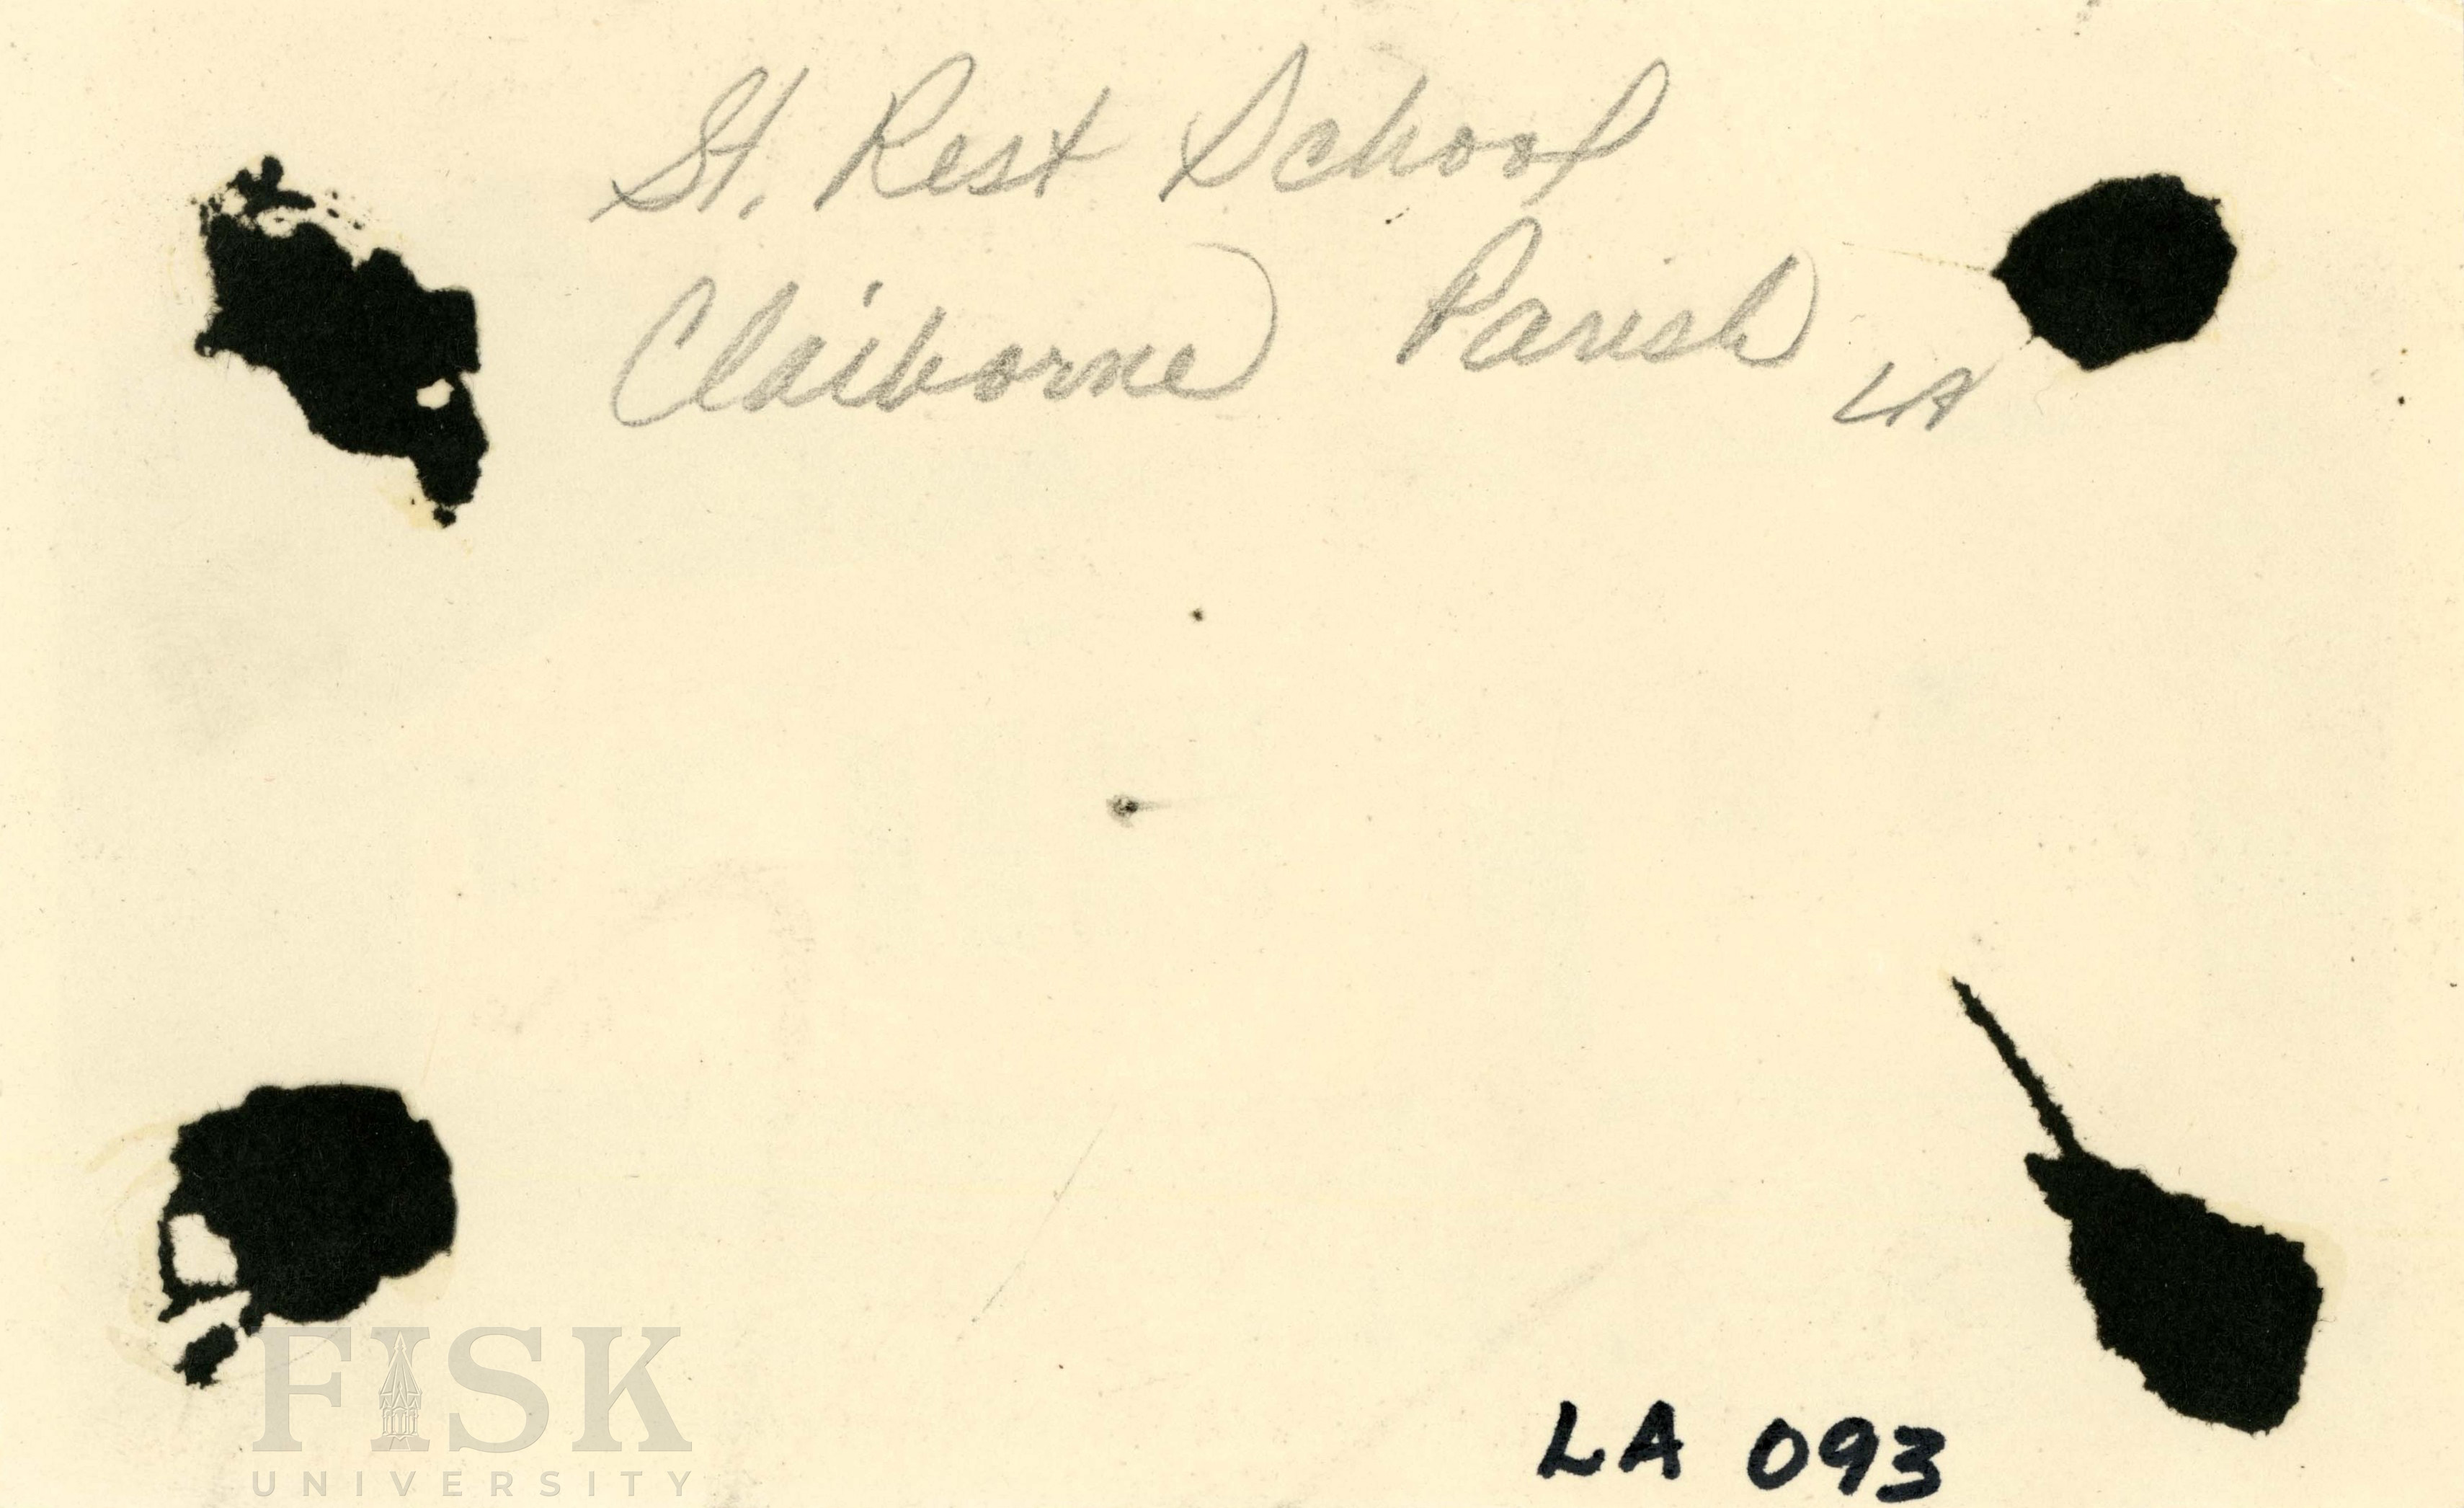 St. Rest School
Claiborne Parish LA
FISK
UNIVERSITY
LA 093